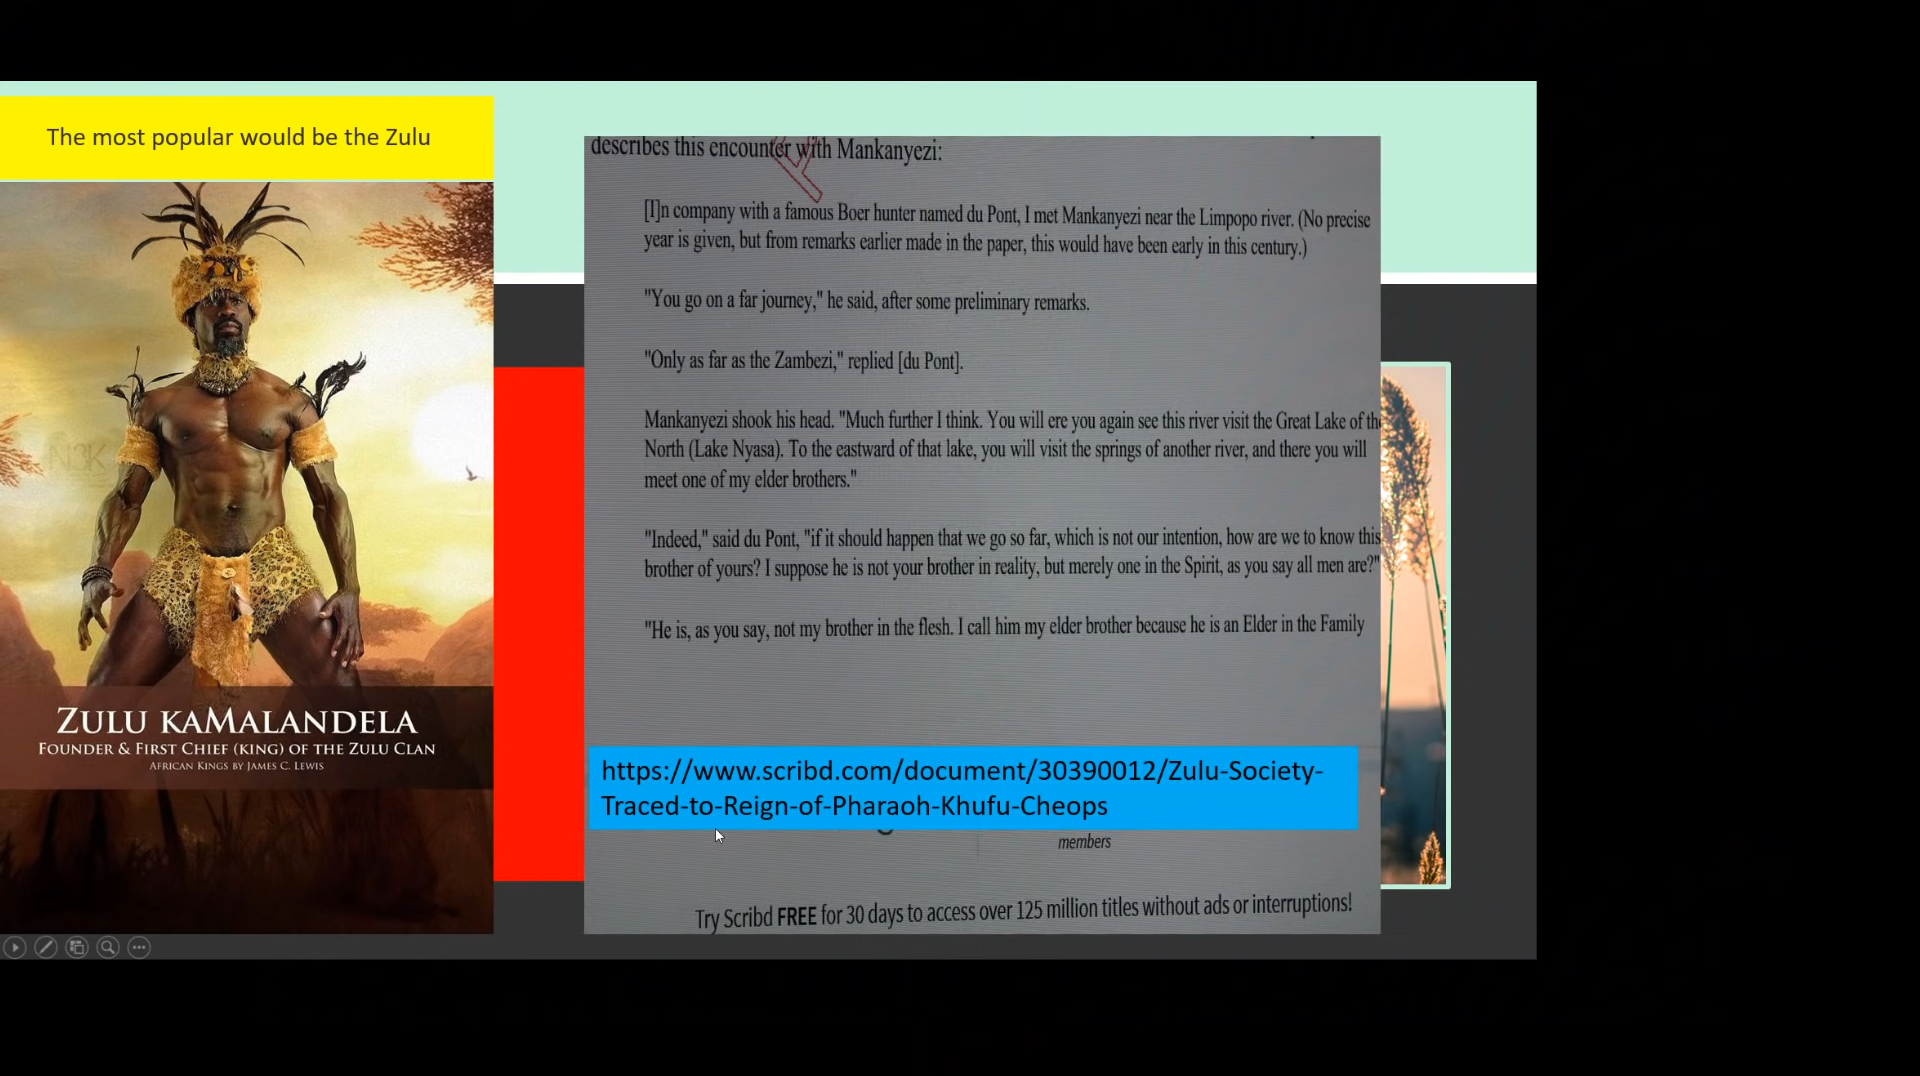 The most popular would be the Zulu
ZULU KAMALANDELA
FOUNDER & FIRST CHIEF (KING) OF THE ZULU CLAN
AFRICAN KINGS BY JAMES C. LEWIS
describes this encounter with Mankanyezi:
[I]n company with a famous Boer hunter named du Pont, I met Mankanyezi near the Limpopo river. (No precise
year is given, but from remarks earlier made in the paper, this would have been early in this century.)
"You go on a far journey," he said, after some preliminary remarks.
"Only as far as the Zambezi," replied [du Pont].
Mankanyezi shook his head. "Much further I think. You will ere you again see this river visit the Great Lake of the
North (Lake Nyasa). To the eastward of that lake, you will visit the springs of another river, and there you will
meet one of my elder brothers."
"Indeed," said du Pont, "if it should happen that we go so far, which is not our intention, how are we to know this
brother of yours? I suppose he is not your brother in reality, but merely one in the Spirit, as you say all men are?"
"He is, as you say, not my brother in the flesh. I call him my elder brother because he is an Elder in the Family
https://www.scribd.com/document/30390012/Zulu-Society-
Traced-to-Reign-of-Pharaoh-Khufu-Cheops
members
Try Scribd FREE for 30 days to access over 125 million titles without ads or interruptions!